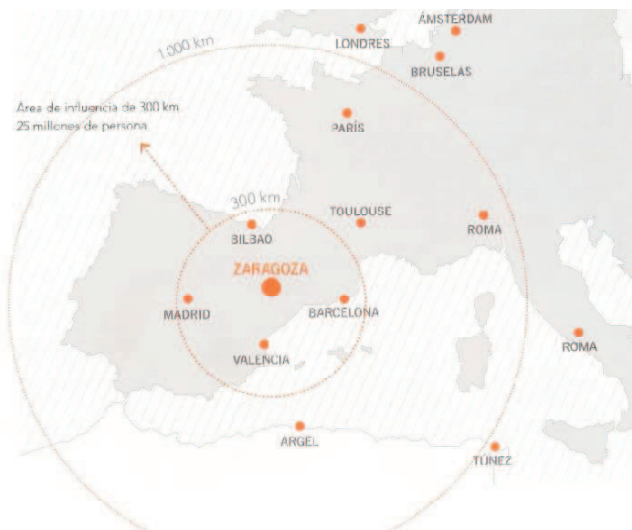 ÁMSTERDAM
LONDRES
1.000 km
BRUSELAS
Área de influencia de 300 km
25 millones de persona
PARÍS
300 km
TOULOUSE
ROMA
BILBAO
ZARAGOZA
MADRID
BARCELONA
ROMA
VALENCIA
ARGEL
TÚNEZ